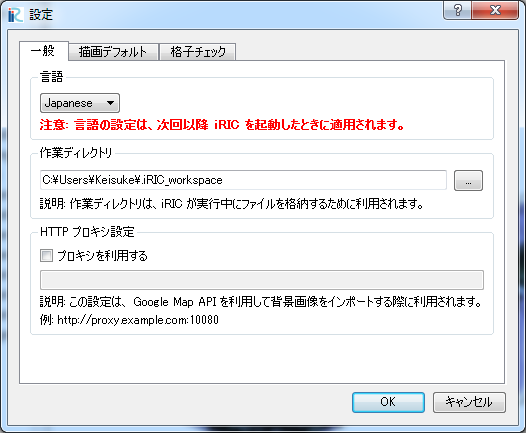 iRIC 設定
一般 描画デフォルト 格子チェック
言語
Japanese
注意: 言語の設定は、次回以降 iRIC を起動したときに適用されます。
作業ディレクトリ
C:¥Users¥Keisuke¥.iRIC_workspace ...
説明: 作業ディレクトリは、iRIC が実行中にファイルを格納するために利用されます。
HTTP プロキシ設定
プロキシを利用する
説明: この設定は、 Google Map API を利用して背景画像をインポートする際に利用されます。
例: http://proxy.example.com:10080
OK キャンセル